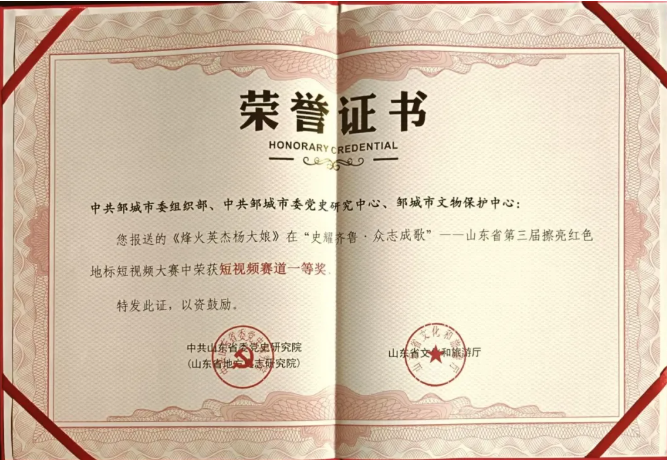 荣誉证书
HONORARY CREDENTIAL
中共邹城市委组织部、中共邹城市委党史研究中心、邹城市文物保护中心:
您报送的《烽火英杰杨大娘》在“史耀齐鲁·众志成歌”——山东省第三届擦亮红色
地标短视频大赛中荣获短视频赛道一等奖.
特发此证，以资鼓励。
中共山东省委党史研究院 山东省文化和旅游厅
(山东省地方史志研究院)